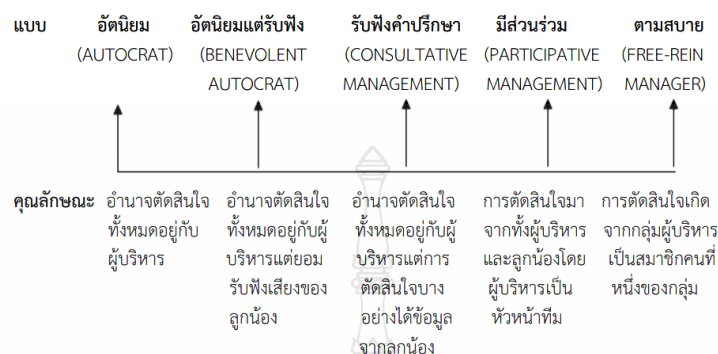 แบบ อัตนิยม อัตนิยมแต่รับฟัง รับฟังคำปรึกษา มีส่วนร่วม ตามสบาย
(AUTOCRAT) (BENEVOLENT (CONSULTATIVE (PARTICIPATIVE (FREE-REIN
AUTOCRAT) MANAGEMENT) MANAGEMENT) MANAGER)
คุณลักษณะ อำนาจตัดสินใจ อำนาจตัดสินใจ อำนาจตัดสินใจ การตัดสินใจมา การตัดสินใจเกิด
ทั้งหมดอยู่กับ ทั้งหมดอยู่กับผู้ ทั้งหมดอยู่กับผู้ จากทั้งผู้บริหาร จากกลุ่มผู้บริหาร
ผู้บริหาร บริหารแต่ยอม บริหารแต่การ และลูกน้องโดย เป็นสมาชิกคนที่
รับฟังเสียงของ ตัดสินใจบาง ผู้บริหารเป็น หนึ่งของกลุ่ม
ลูกน้อง อย่างได้ข้อมูล หัวหน้าทีม
จากลูกน้อง